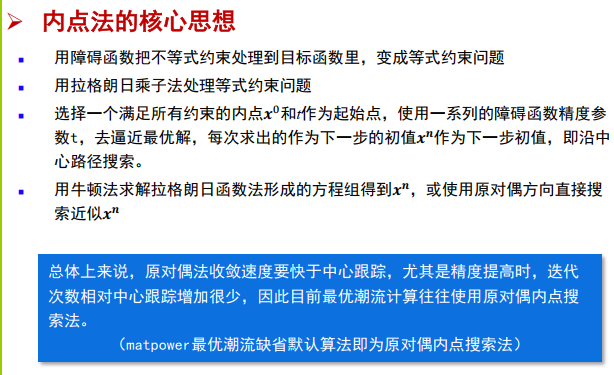 内点法的核心思想
用障碍函数把不等式约束处理到目标函数里，变成等式约束问题
用拉格朗日乘子法处理等式约束问题
选择一个满足所有约束的内点x⁰和t作为起始点，使用一系列的障碍函数精度参
数t，去逼近最优解，每次求出的作为下一步的初值xⁿ作为下一步初值，即沿中
心路径搜索。
用牛顿法求解拉格朗日函数法形成的方程组得到xⁿ，或使用原对偶方向直接搜
索近似xⁿ
总体上来说，原对偶法收敛速度要快于中心跟踪，尤其是精度提高时，迭代
次数相对中心跟踪增加很少，因此目前最优潮流计算往往使用原对偶内点搜
索法。
（matpower最优潮流缺省默认算法即为原对偶内点搜索法）